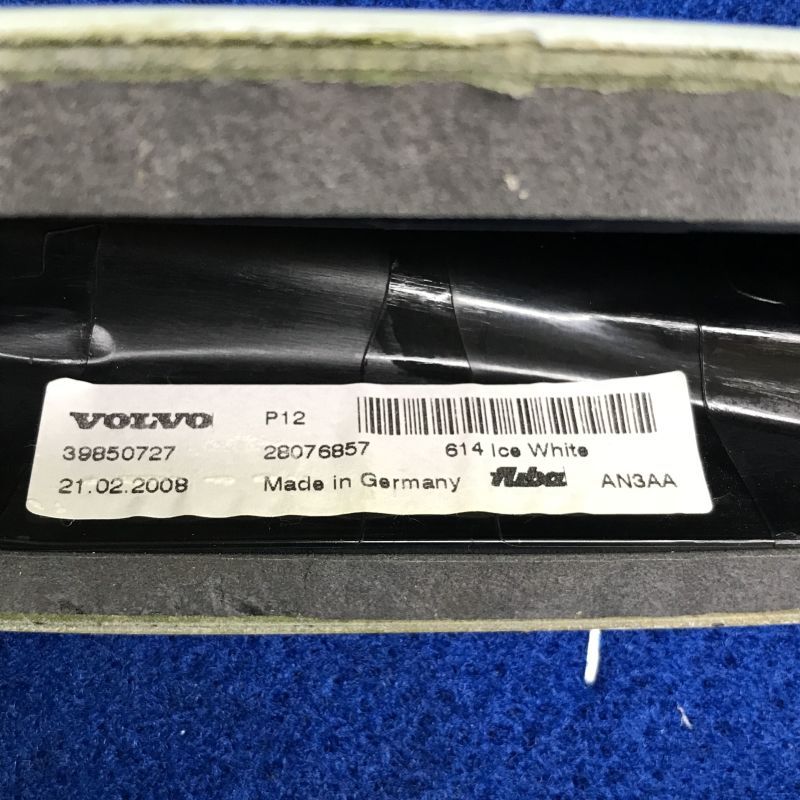 VOLVO P12
39850727 28076857 614 Ice White
21.02.2008 Made in Germany AN3AA